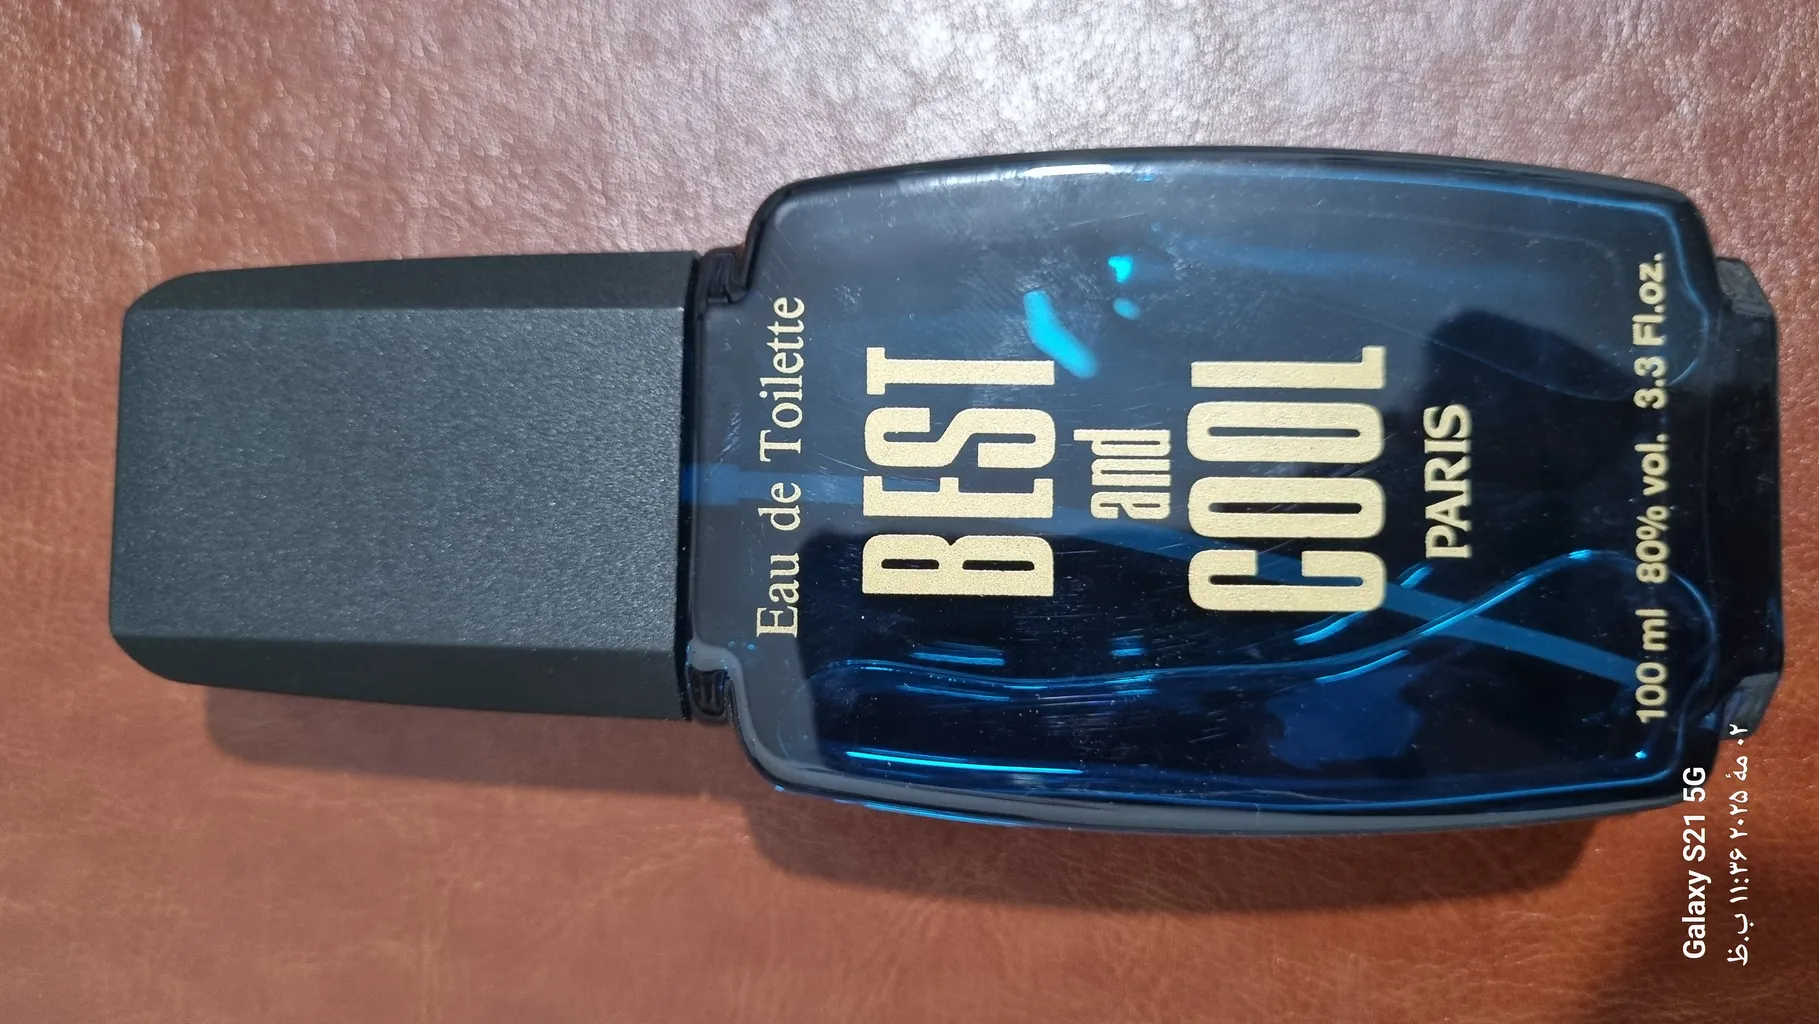 Eau de Toilette
BEST
and
COOL
PARIS
100 ml 80% vol. 3.3 Fl.oz.
Galaxy S21 5G
۰۲ مهٔ ۲۰۲۵ ۱۱:۳۶ ب.ظ